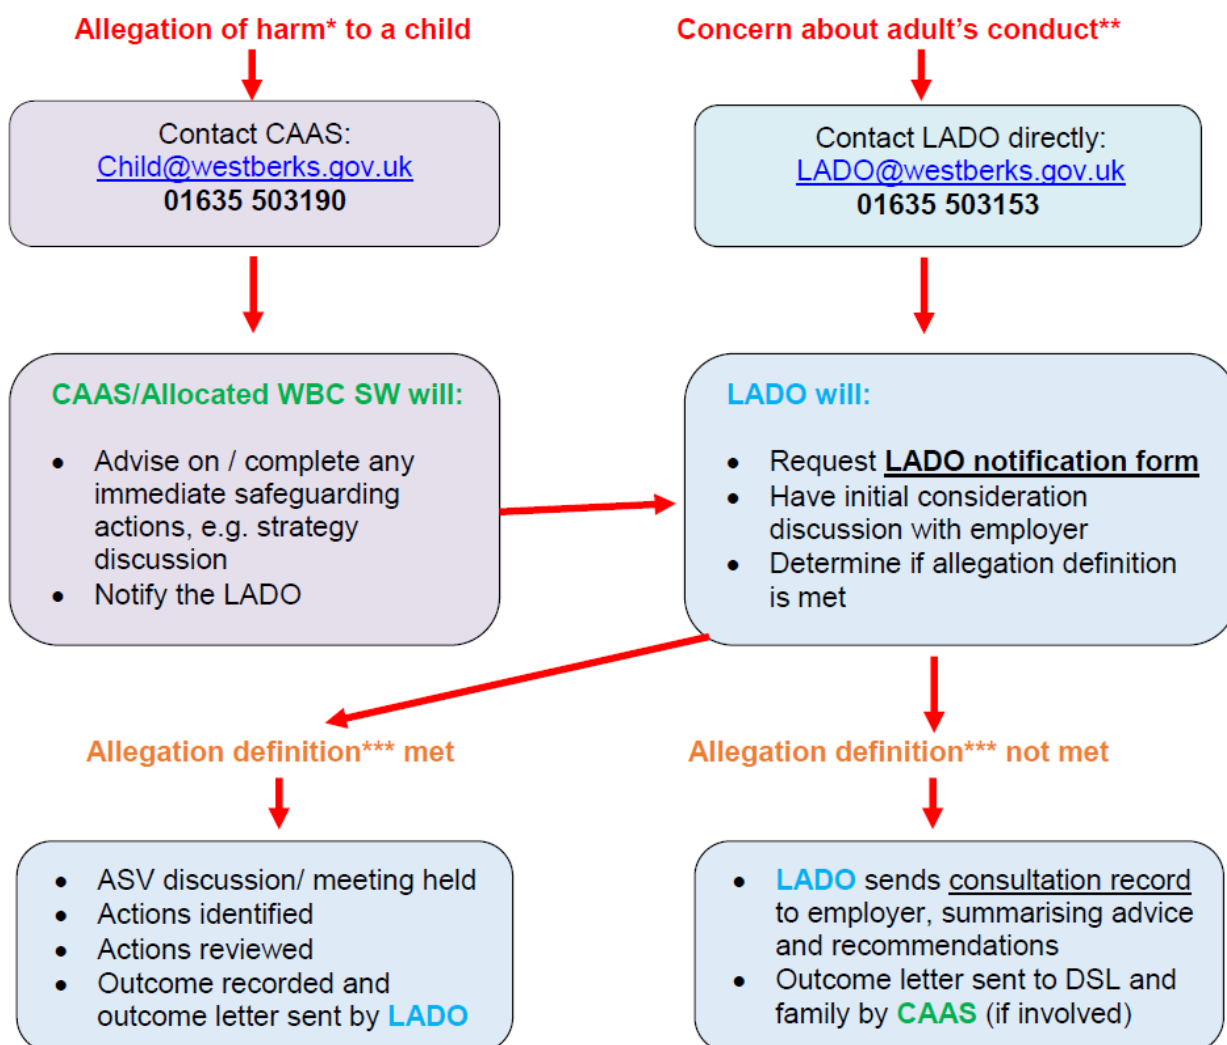 Allegation of harm* to a child
Concern about adult's conduct**
Contact CAAS:
Child@westberks.gov.uk
01635 503190
Contact LADO directly:
LADO@westberks.gov.uk
01635 503153
CAAS/Allocated WBC SW will:
• Advise on / complete any
immediate safeguarding
actions, e.g. strategy
discussion
• Notify the LADO
LADO will:
• Request LADO notification form
• Have initial consideration
discussion with employer
• Determine if allegation definition
is met
Allegation definition*** met
Allegation definition*** not met
• ASV discussion/ meeting held
• Actions identified
• Actions reviewed
• Outcome recorded and
outcome letter sent by LADO
• LADO sends consultation record
to employer, summarising advice
and recommendations
• Outcome letter sent to DSL and
family by CAAS (if involved)